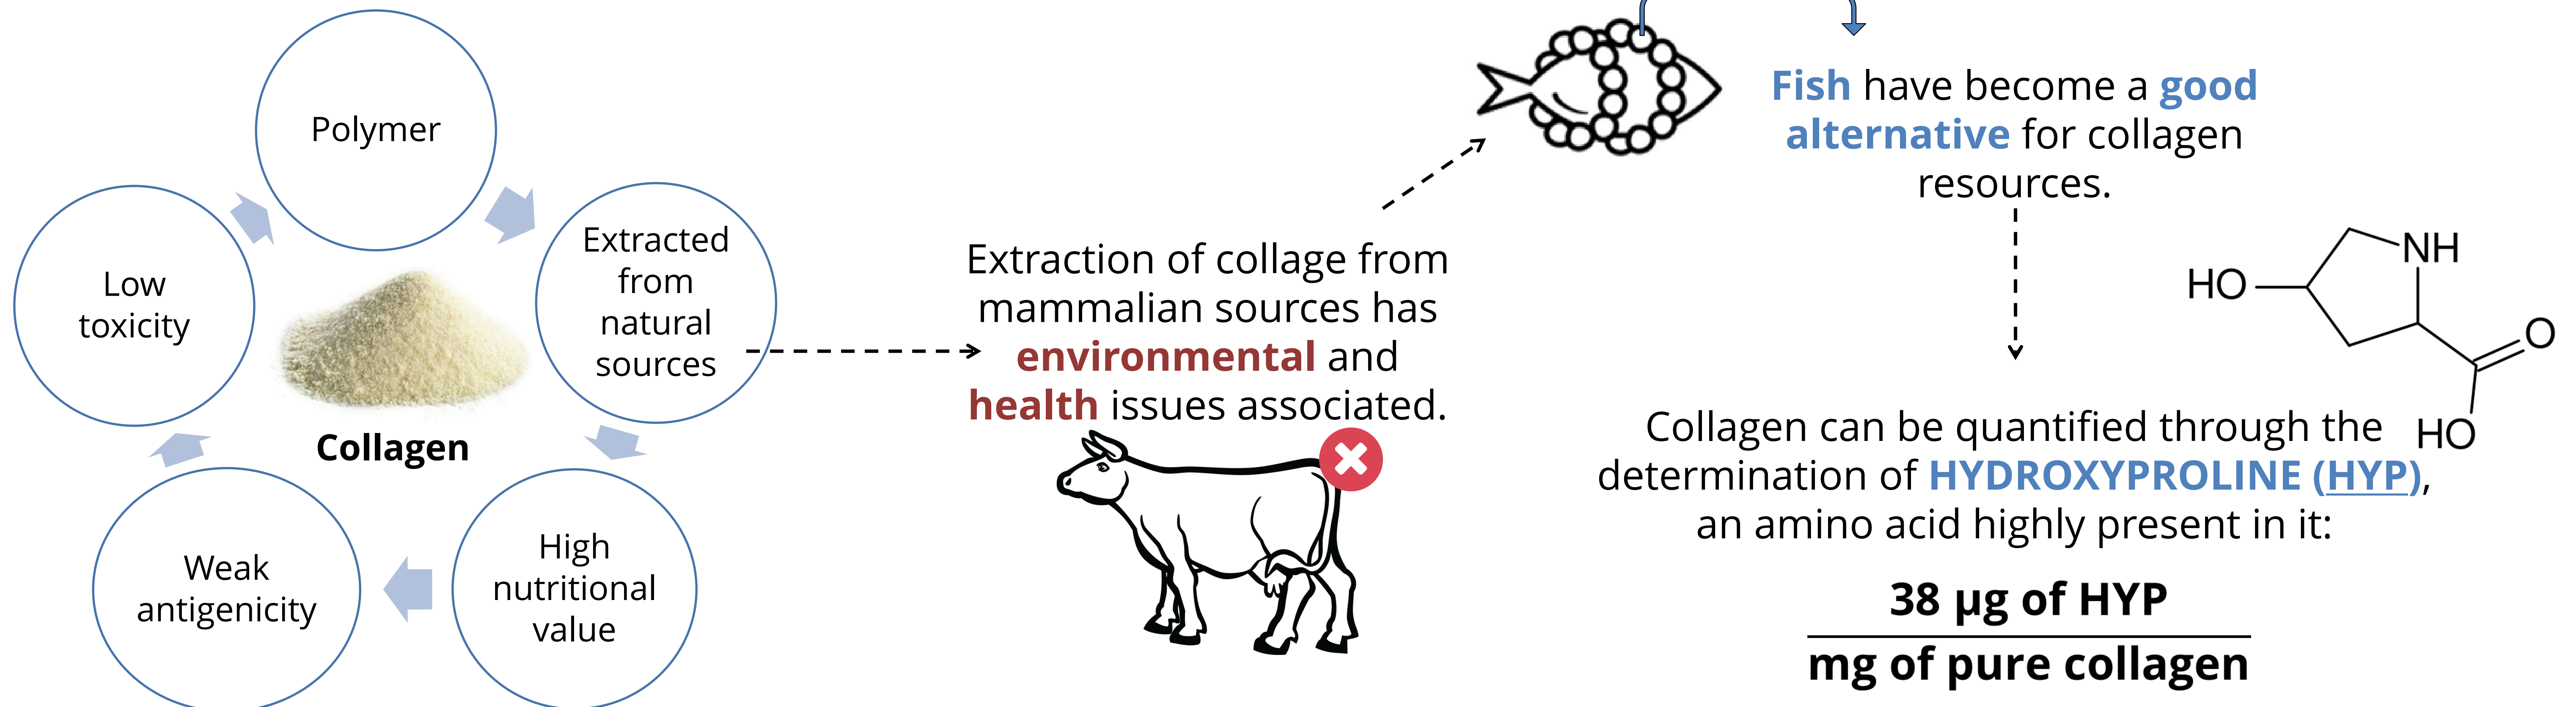 Polymer
Extracted
from
natural
sources
High
nutritional
value
Weak
antigenicity
Low
toxicity
Collagen
Extraction of collage from
mammalian sources has
environmental and
health issues associated.
Fish have become a good
alternative for collagen
resources.
NH
HO
O
HO
Collagen can be quantified through the
determination of HYDROXYPROLINE (HYP),
an amino acid highly present in it:
38 µg of HYP
mg of pure collagen